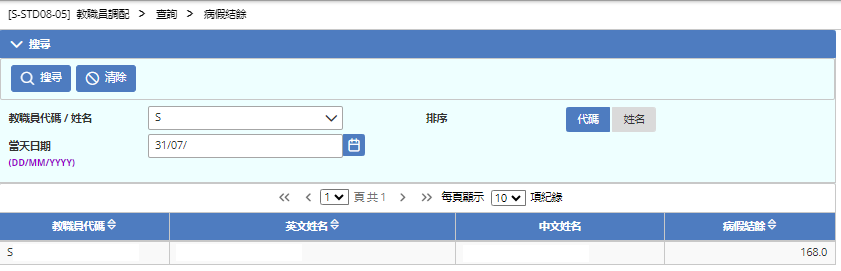 [S-STD08-05] 教職員調配 > 查詢 > 病假結餘
搜尋
搜尋 清除
教職員代碼 / 姓名 S 排序 代碼 姓名
當天日期 31/07/
(DD/MM/YYYY)
1 頁 共 1 每頁顯示 10 項紀錄
教職員代碼 英文姓名 中文姓名 病假結餘
S 168.0